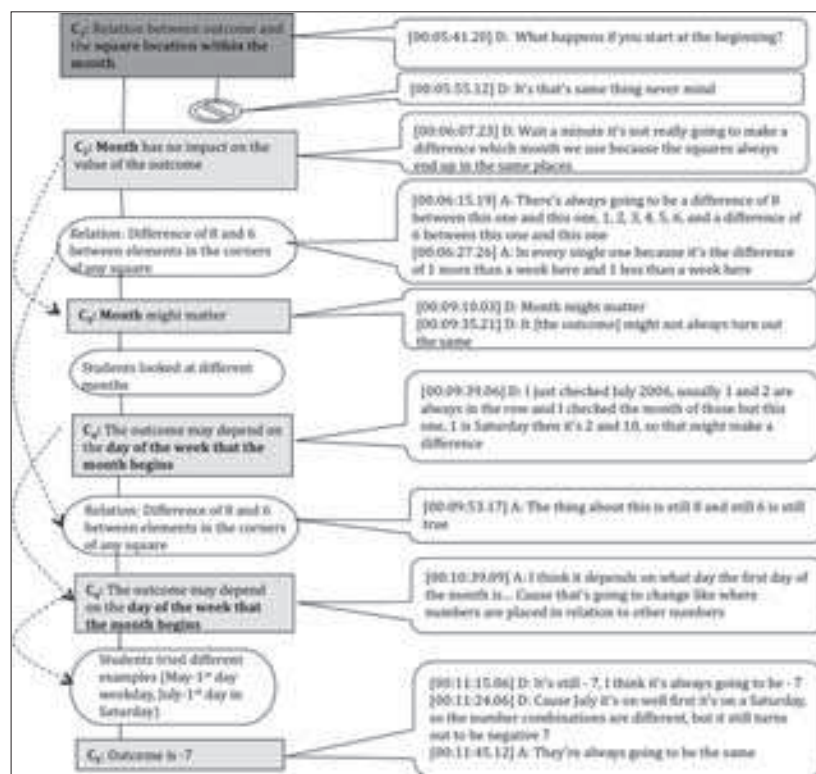 C1: Relation between outcome and
the square location within the
month
[00:05:41.20] D: What happens if you start at the beginning?
[00:05:55.12] D: It's that's same thing never mind
C2: Month has no impact on the
value of the outcome
[00:06:07.23] D: Wait a minute it's not really going to make a
difference which month we use because the squares always
end up in the same places
Relation: Difference of 8 and 6
between elements in the corners
of any square
[00:06:15.19] A: There's always going to be a difference of 8
between this one and this one, 1, 2, 3, 4, 5, 6, and a difference of
6 between this one and this one
[00:06:27.26] A: In every single one because it's the difference
of 1 more than a week here and 1 less than a week here
C3: Month might matter
[00:09:10.03] D: Month might matter
[00:09:35.21] D: It [the outcome] might not always turn out
the same
Students looked at different
months
C4: The outcome may depend on
the day of the week that the
month begins
[00:09:39.06] D: I just checked July 2006, usually 1 and 2 are
always in the row and I checked the month of those but this
one, 1 is Saturday then it's 2 and 10, so that might make a
difference
Relation: Difference of 8 and 6
between elements in the corners
of any square
[00:09:53.17] A: The thing about this is still 8 and still 6 is still
true
C4: The outcome may depend
on the day of the week that
the month begins
[00:10:39.09] A: I think it depends on what day the first day of
the month is... Cause that's going to change like where
numbers are placed in relation to other numbers
Students tried different
examples (May-1st day
weekday, July-1st day in
Saturday)
[00:11:15.06] D: It's still - 7, I think it's always going to be - 7
[00:11:24.06] D: Cause July it's on well first it's on a Saturday,
so the number combinations are different, but it still turns
out to be negative 7
[00:11:45.12] A: They're always going to be the same
C5: Outcome is -7